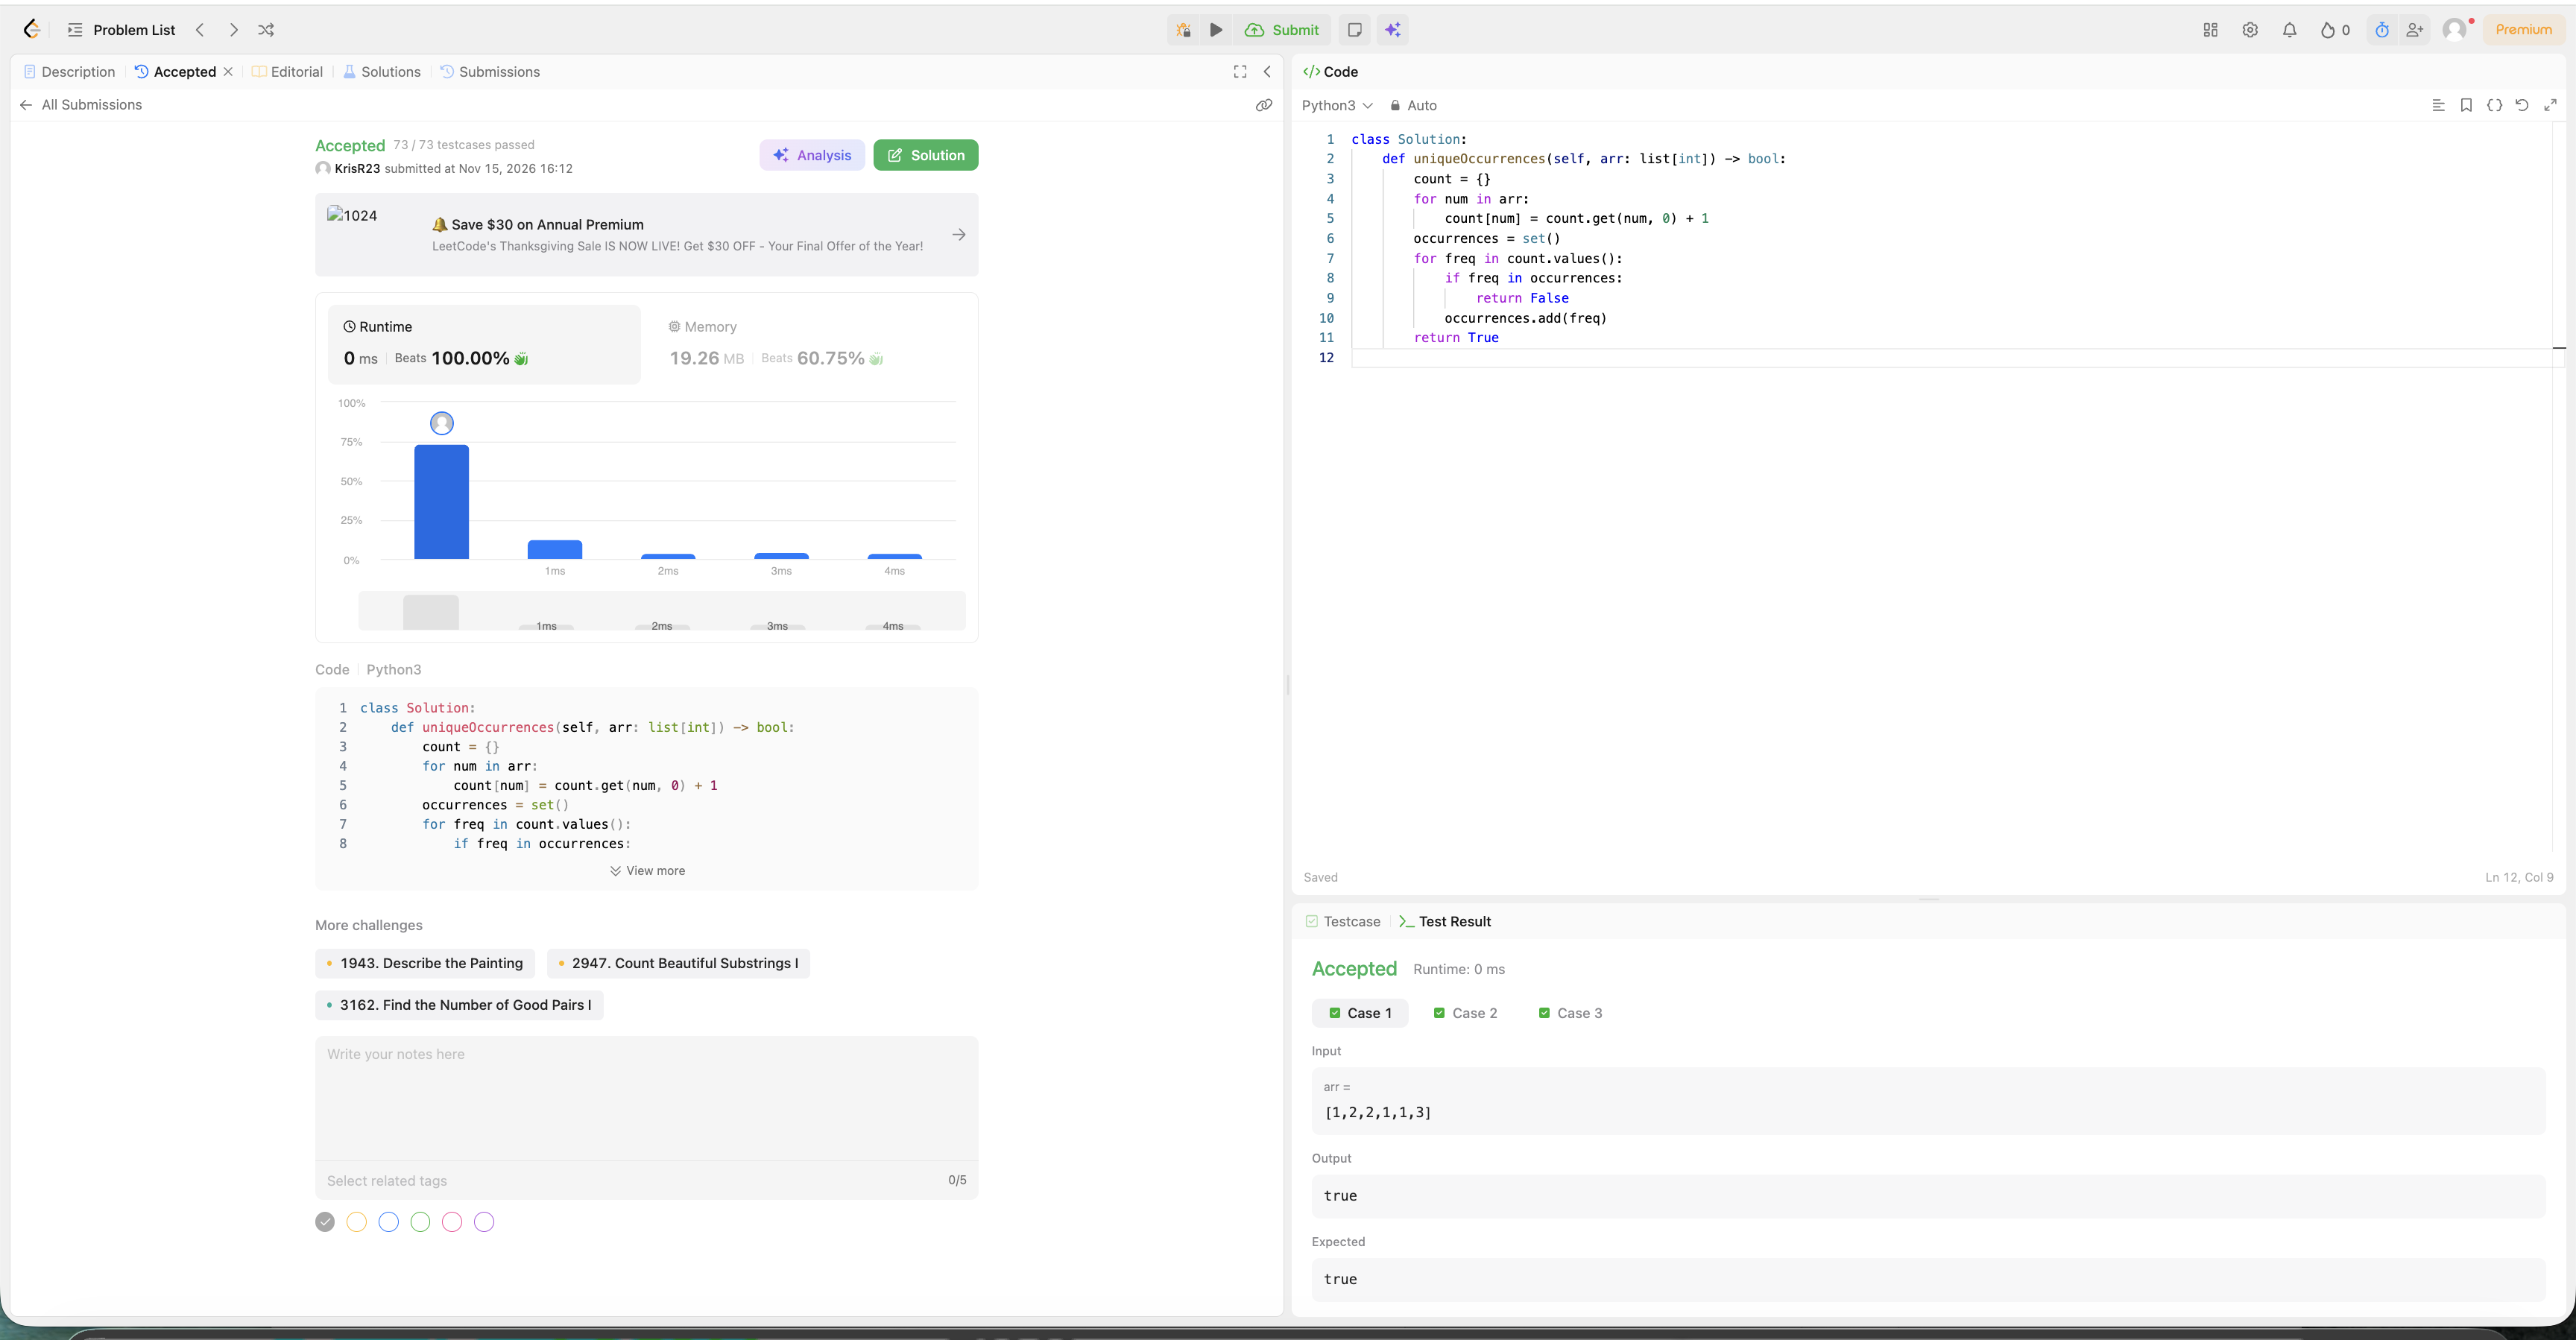 Problem List
Submit
0
Premium
Description
Accepted
Editorial
Solutions
Submissions
All Submissions
Accepted 73 / 73 testcases passed
KrisR23 submitted at Nov 15, 2026 16:12
Analysis
Solution
1024
Save $30 on Annual Premium
LeetCode's Thanksgiving Sale IS NOW LIVE! Get $30 OFF - Your Final Offer of the Year!
Runtime
0 ms Beats 100.00%
Memory
19.26 MB Beats 60.75%
100%
75%
50%
25%
0%
1ms 2ms 3ms 4ms
1ms 2ms 3ms 4ms
Code Python3
1 class Solution:
2     def uniqueOccurrences(self, arr: list[int]) -> bool:
3         count = {}
4         for num in arr:
5             count[num] = count.get(num, 0) + 1
6         occurrences = set()
7         for freq in count.values():
8             if freq in occurrences:
View more
More challenges
1943. Describe the Painting
2947. Count Beautiful Substrings I
3162. Find the Number of Good Pairs I
Write your notes here
Select related tags
0/5
</> Code
Python3 Auto
1 class Solution:
2     def uniqueOccurrences(self, arr: list[int]) -> bool:
3         count = {}
4         for num in arr:
5             count[num] = count.get(num, 0) + 1
6         occurrences = set()
7         for freq in count.values():
8             if freq in occurrences:
9                 return False
10             occurrences.add(freq)
11         return True
12
Saved
Ln 12, Col 9
Testcase
Test Result
Accepted Runtime: 0 ms
Case 1
Case 2
Case 3
Input
arr =
[1,2,2,1,1,3]
Output
true
Expected
true